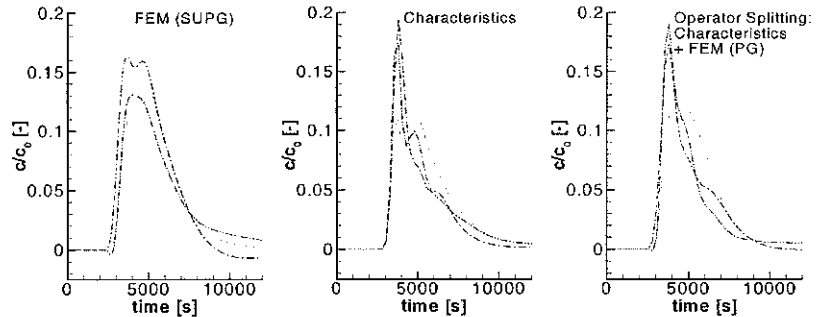 FEM (SUPG)
0.2
0.15
0.1
0.05
0
c/c0 [-]
0
5000
10000
time [s]
Characteristics
0.2
0.15
0.1
0.05
0
c/c0 [-]
0
5000
10000
time [s]
Operator Splitting:
Characteristics
+ FEM (PG)
0.2
0.15
0.1
0.05
0
c/c0 [-]
0
5000
10000
time [s]